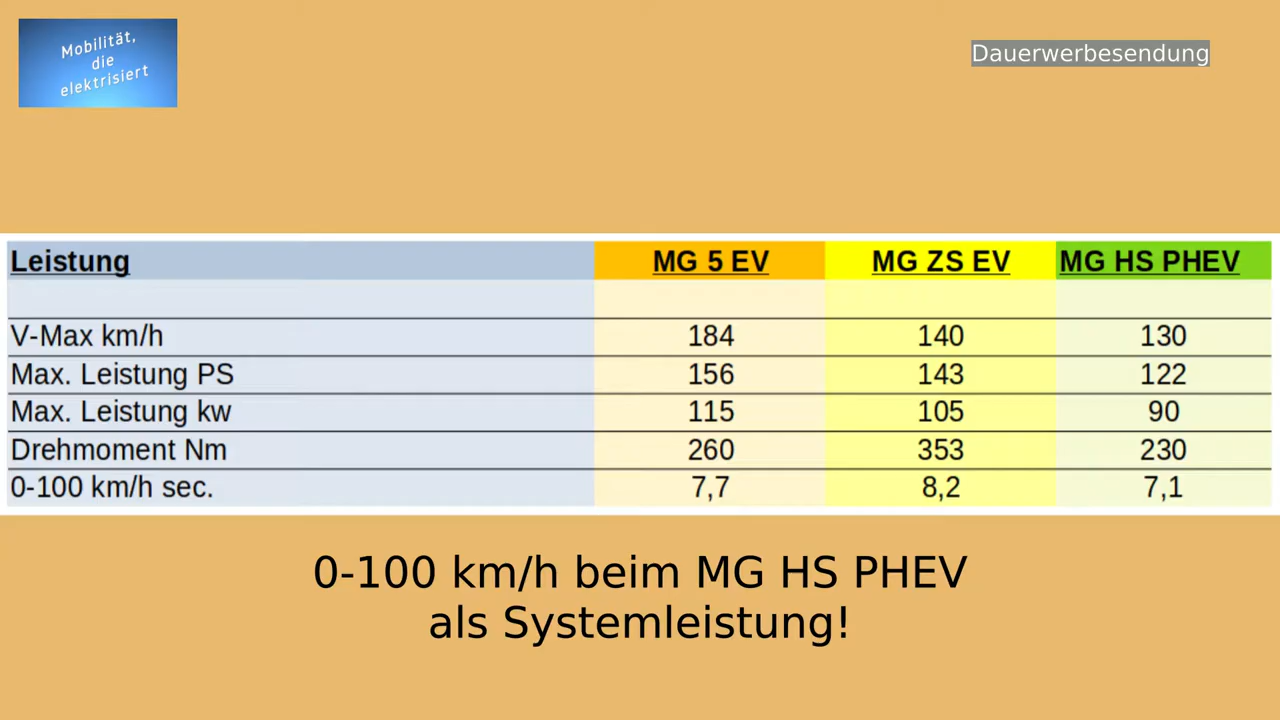 Mobilität,
die
elektrisiert
Dauerwerbesendung
Leistung MG 5 EV MG ZS EV MG HS PHEV
V-Max km/h 184 140 130
Max. Leistung PS 156 143 122
Max. Leistung kw 115 105 90
Drehmoment Nm 260 353 230
0-100 km/h sec. 7,7 8,2 7,1
0-100 km/h beim MG HS PHEV
als Systemleistung!